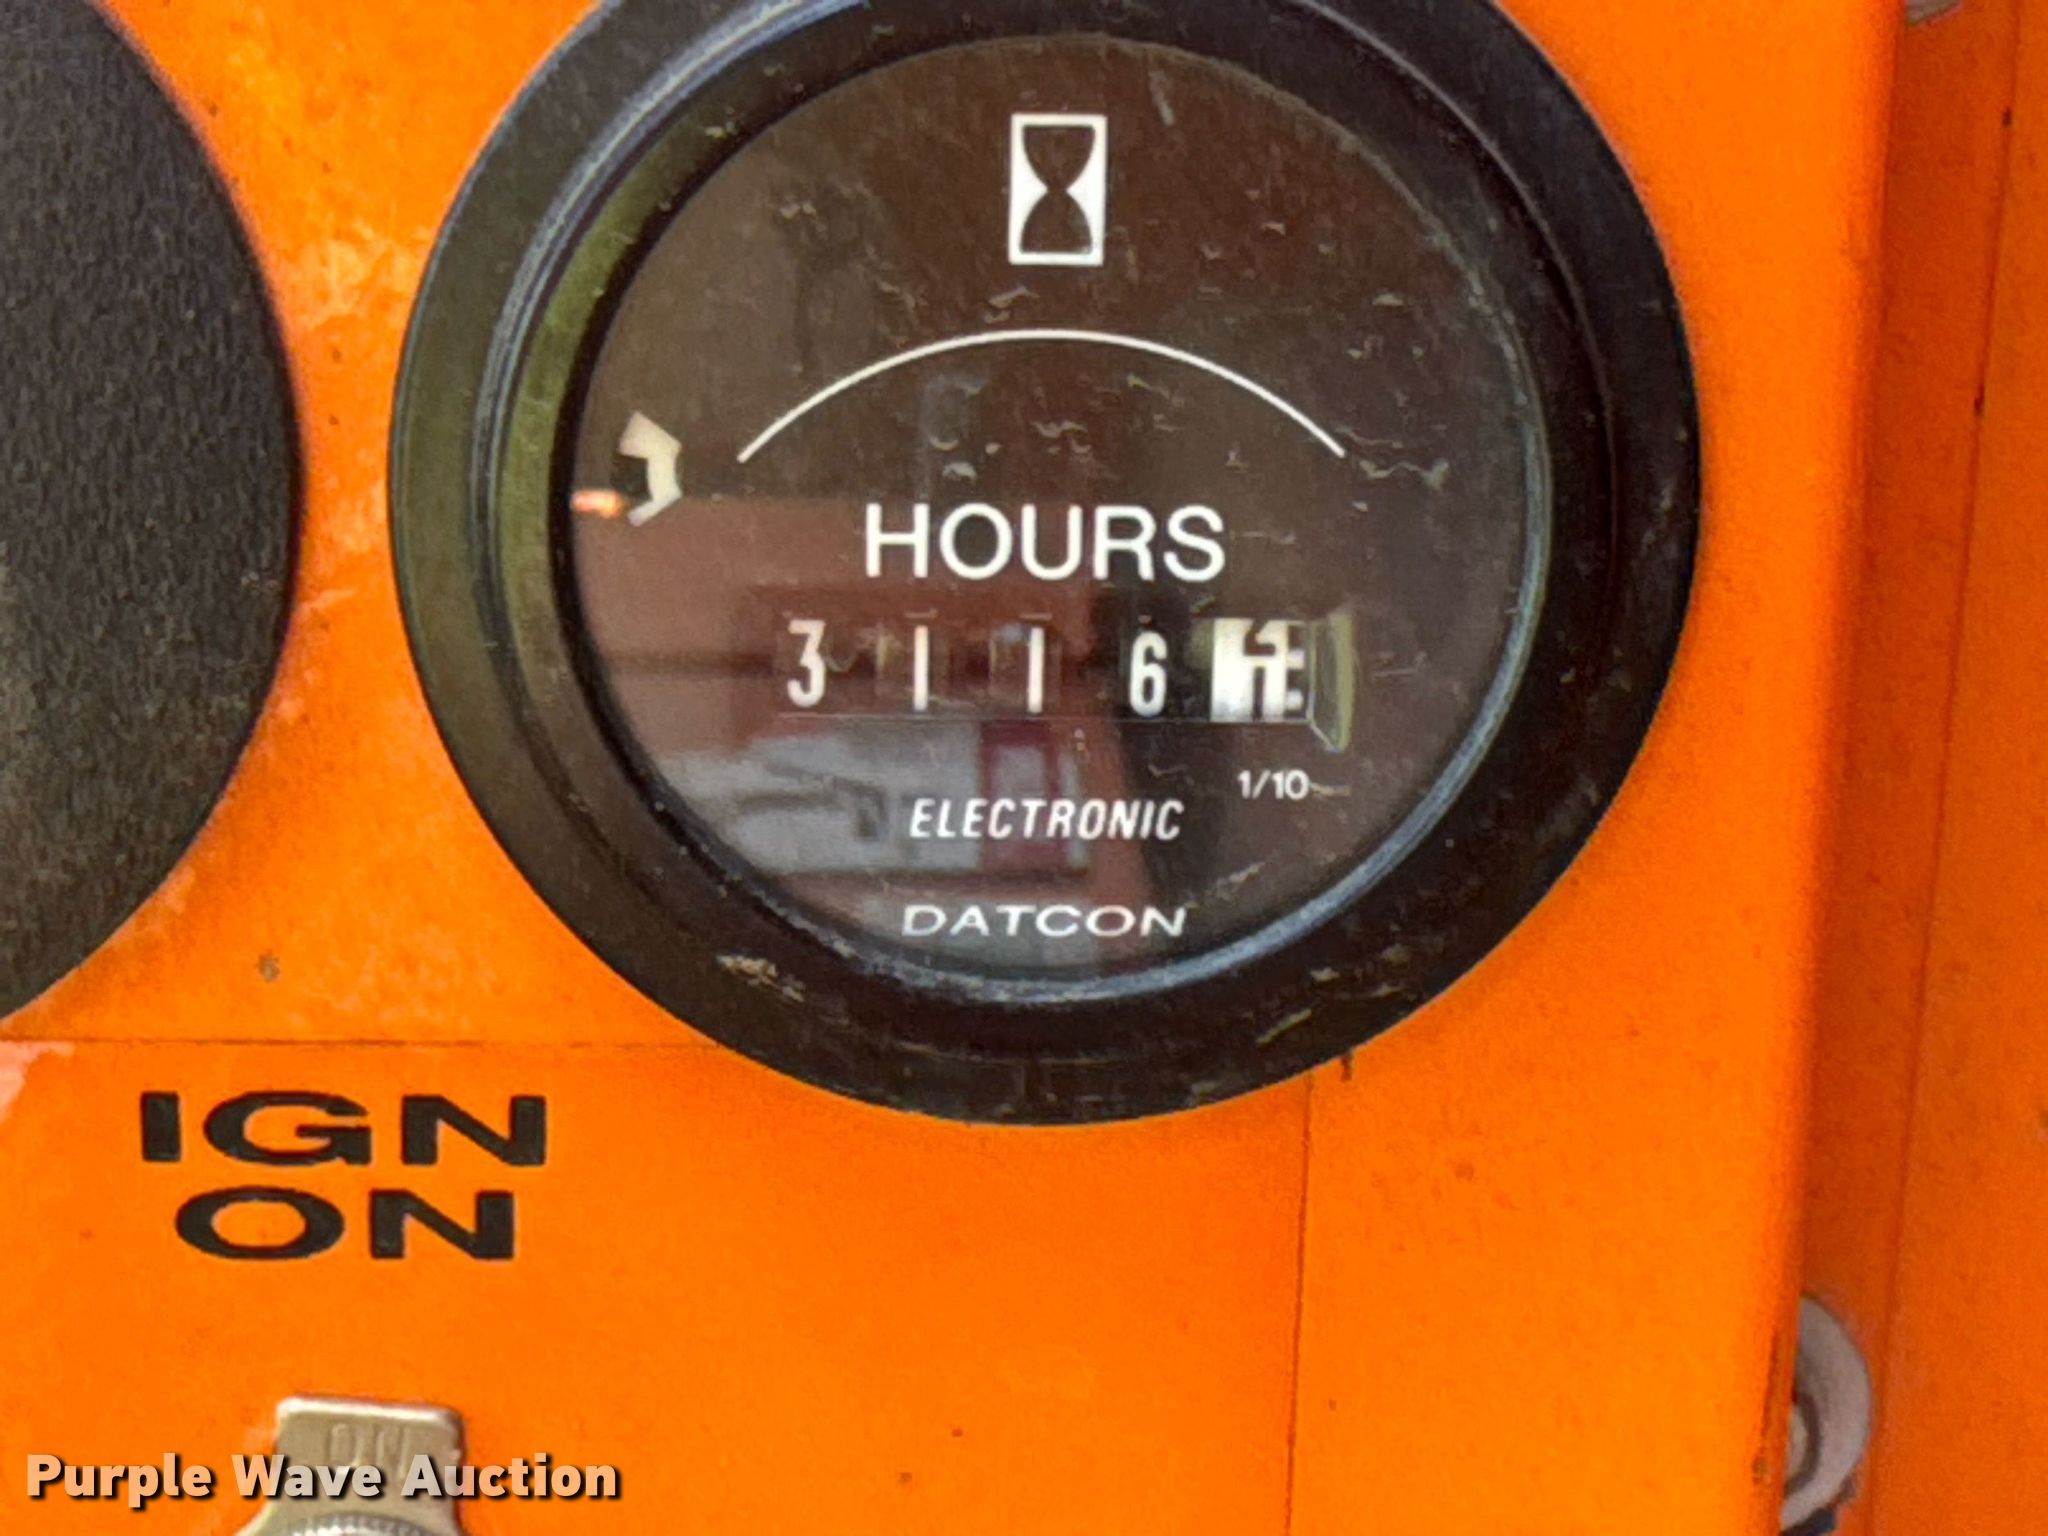 HOURS
3116
1/10
ELECTRONIC
DATCON
IGN
ON
Purple Wave Auction